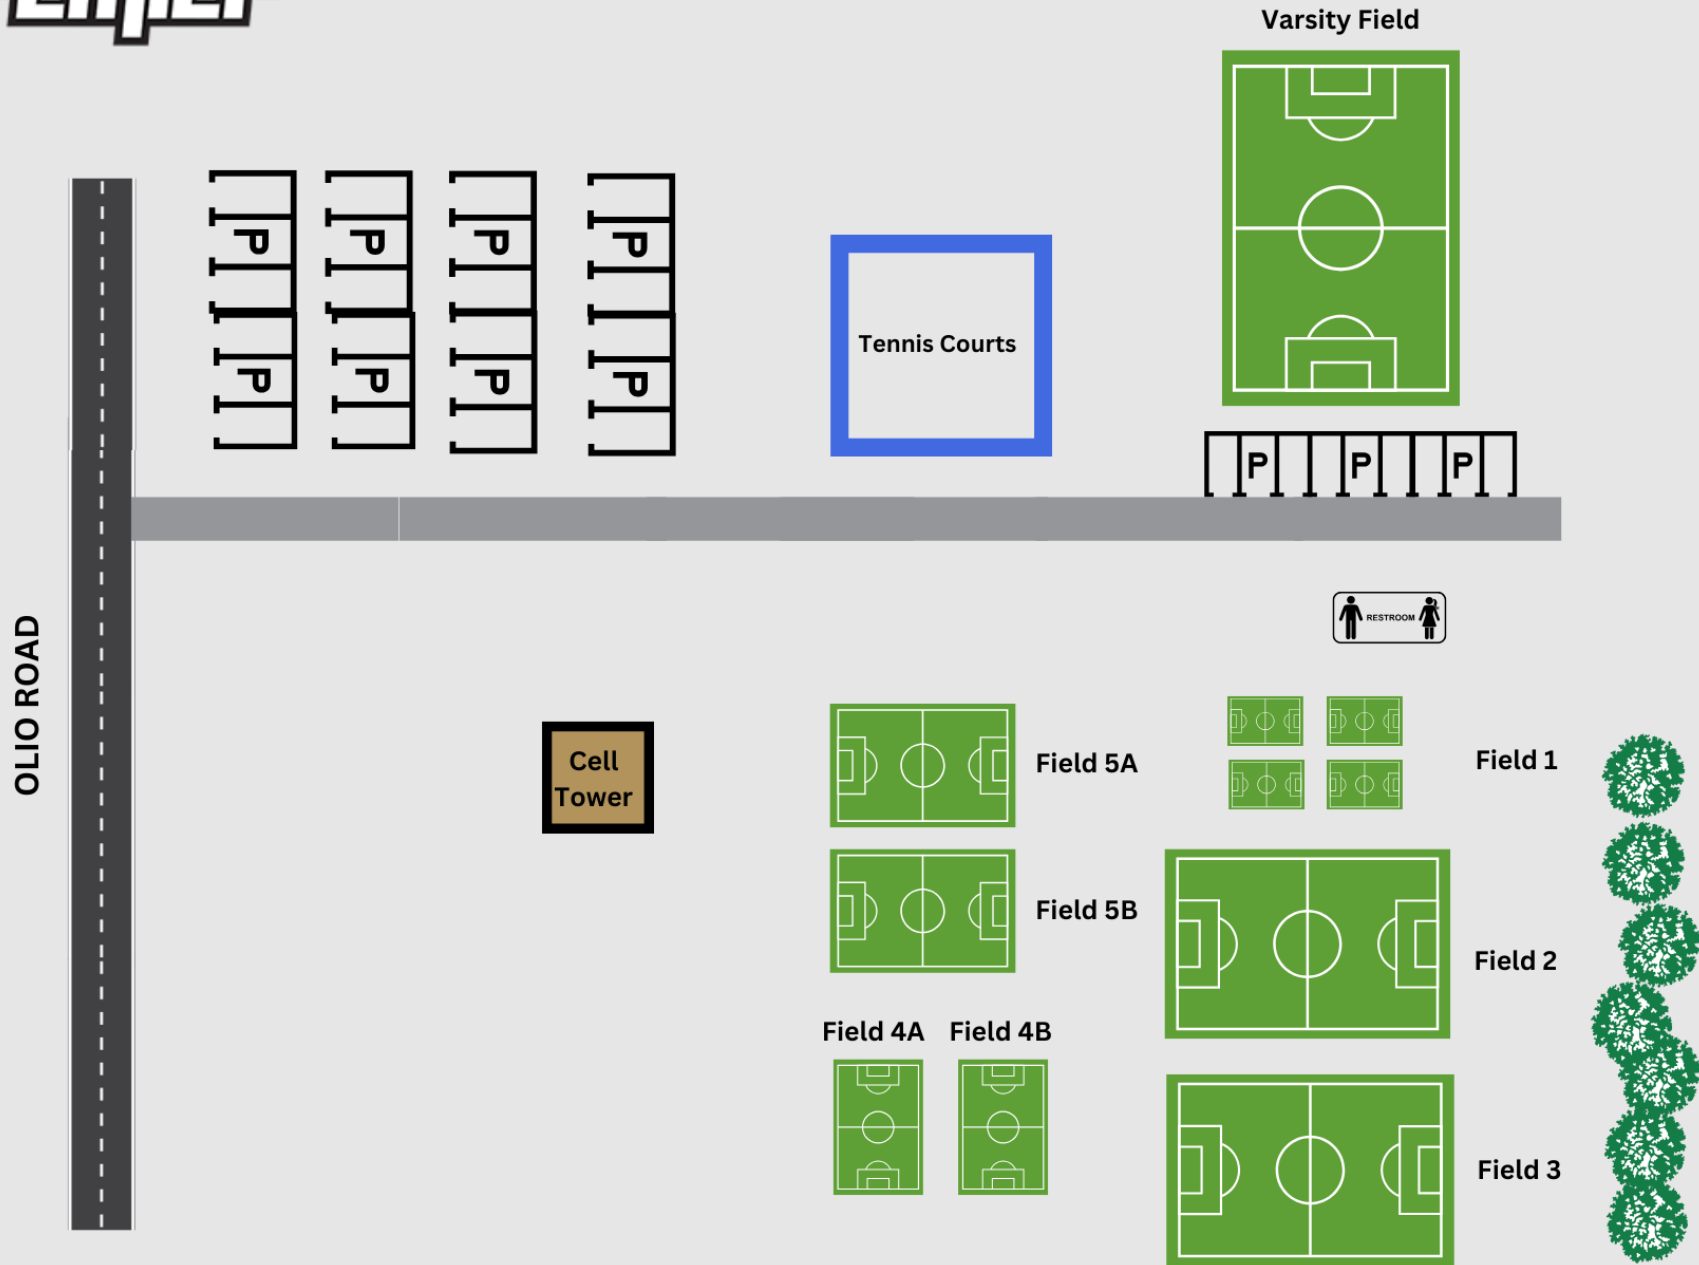 Varsity Field
P
P
P
P
P
P
P
P
Tennis Courts
P
P
P
RESTROOM
OLIO ROAD
Cell
Tower
Field 5A
Field 1
Field 5B
Field 2
Field 4A
Field 4B
Field 3